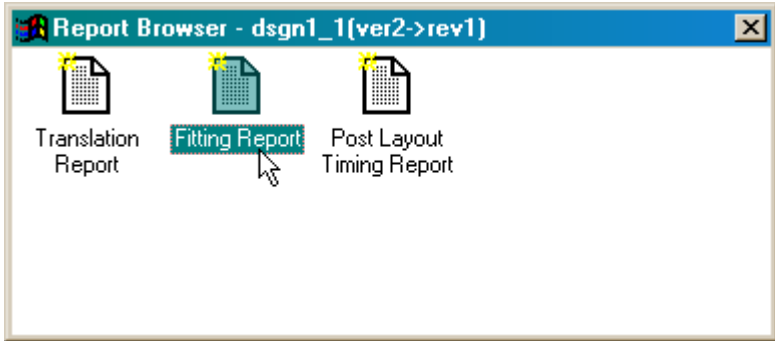 Report Browser - dsgn1_1(ver2->rev1)
Translation
Report
Fitting Report
Post Layout
Timing Report